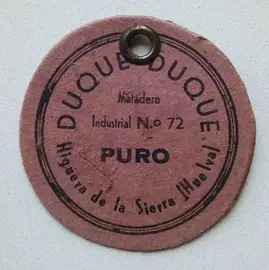 DUQUE DUQUE
Matadero
Industrial N.º 72
PURO
Higuera de la Sierra (Huelva)